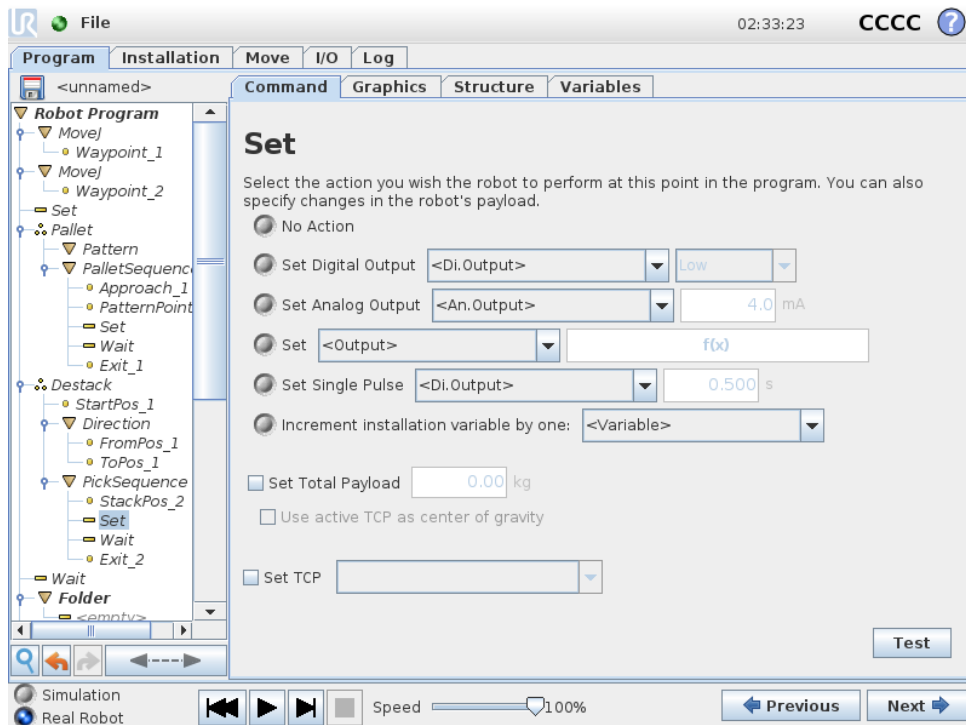 UR File 02:33:23 CCCC ?
Program Installation Move I/O Log
<unnamed>
Command Graphics Structure Variables
Robot Program
MoveJ
Waypoint_1
MoveJ
Waypoint_2
Set
Pallet
Pattern
PalletSequenc
Approach_1
PatternPoint
Set
Wait
Exit_1
Destack
StartPos_1
Direction
FromPos_1
ToPos_1
PickSequence
StackPos_2
Set
Wait
Exit_2
Wait
Folder
<empty>
Set
Select the action you wish the robot to perform at this point in the program. You can also
specify changes in the robot's payload.
No Action
Set Digital Output <Di.Output> Low
Set Analog Output <An.Output> 4.0 mA
Set <Output> f(x)
Set Single Pulse <Di.Output> 0.500 s
Increment installation variable by one: <Variable>
Set Total Payload 0.00 kg
Use active TCP as center of gravity
Set TCP
Test
Simulation
Real Robot
Speed 100%
Previous Next